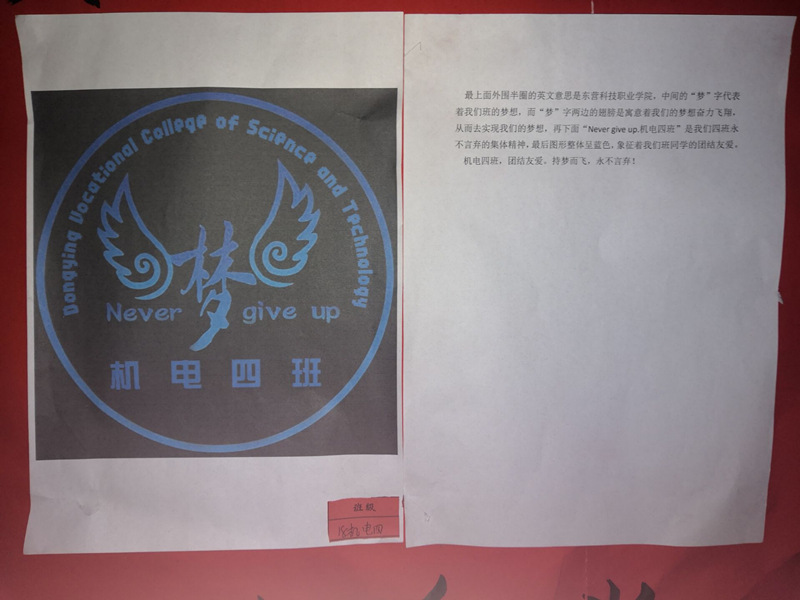 Dongying Vocational College of Science and Technology
梦
Never give up
机电四班
班级
机电四
最上面外围半圈的英文意思是东营科技职业学院，中间的“梦”字代表
着我们班的梦想，而“梦”字两边的翅膀是寓意着我们的梦想奋力飞翔，
从而去实现我们的梦想，再下面“Never give up.机电四班”是我们四班永
不言弃的集体精神，最后图形整体呈蓝色，象征着我们班同学的团结友爱。
机电四班，团结友爱，持梦而飞，永不言弃！